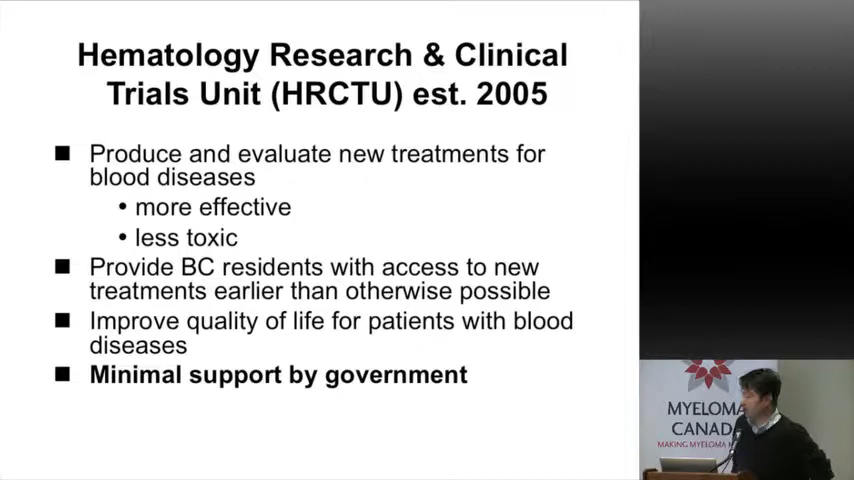 Hematology Research & Clinical
Trials Unit (HRCTU) est. 2005
■ Produce and evaluate new treatments for
blood diseases
• more effective
• less toxic
■ Provide BC residents with access to new
treatments earlier than otherwise possible
■ Improve quality of life for patients with blood
diseases
■ Minimal support by government
MYELOMA
CANAD
MAKING MYELOMA